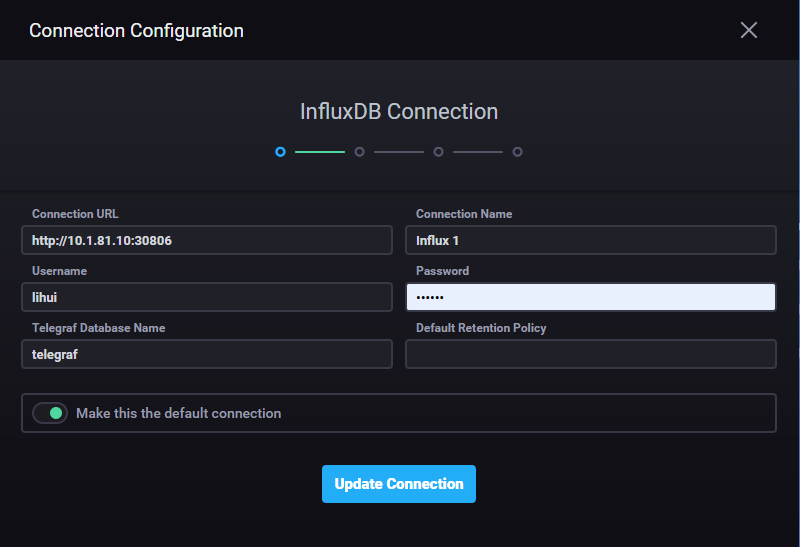 Connection Configuration
InfluxDB Connection
Connection URL
Connection Name
http://10.1.81.10:30806
Influx 1
Username
Password
lihui
••••••
Telegraf Database Name
Default Retention Policy
telegraf
Make this the default connection
Update Connection